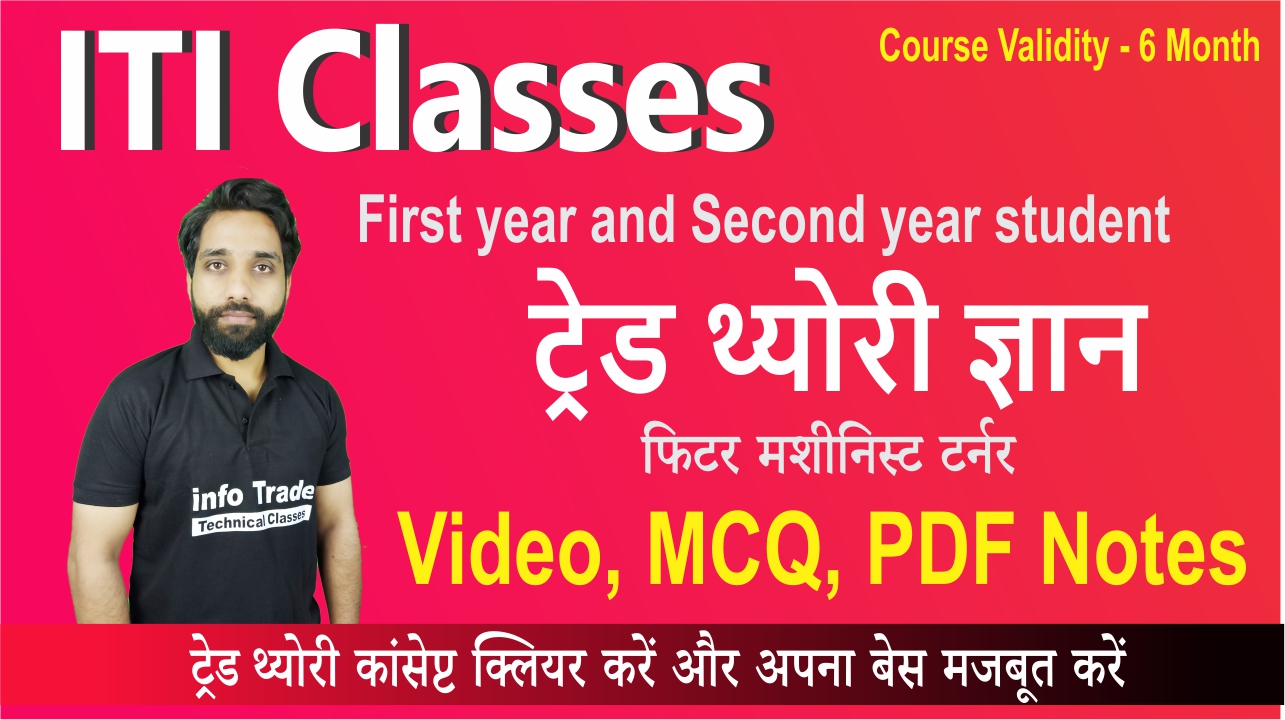 ITI Classes
Course Validity - 6 Month
First year and Second year student
ट्रेड थ्योरी ज्ञान
फिटर मशीनिस्ट टर्नर
info Trade
Technical Classes
Video, MCQ, PDF Notes
ट्रेड थ्योरी कांसेप्ट क्लियर करें और अपना बेस मजबूत करें